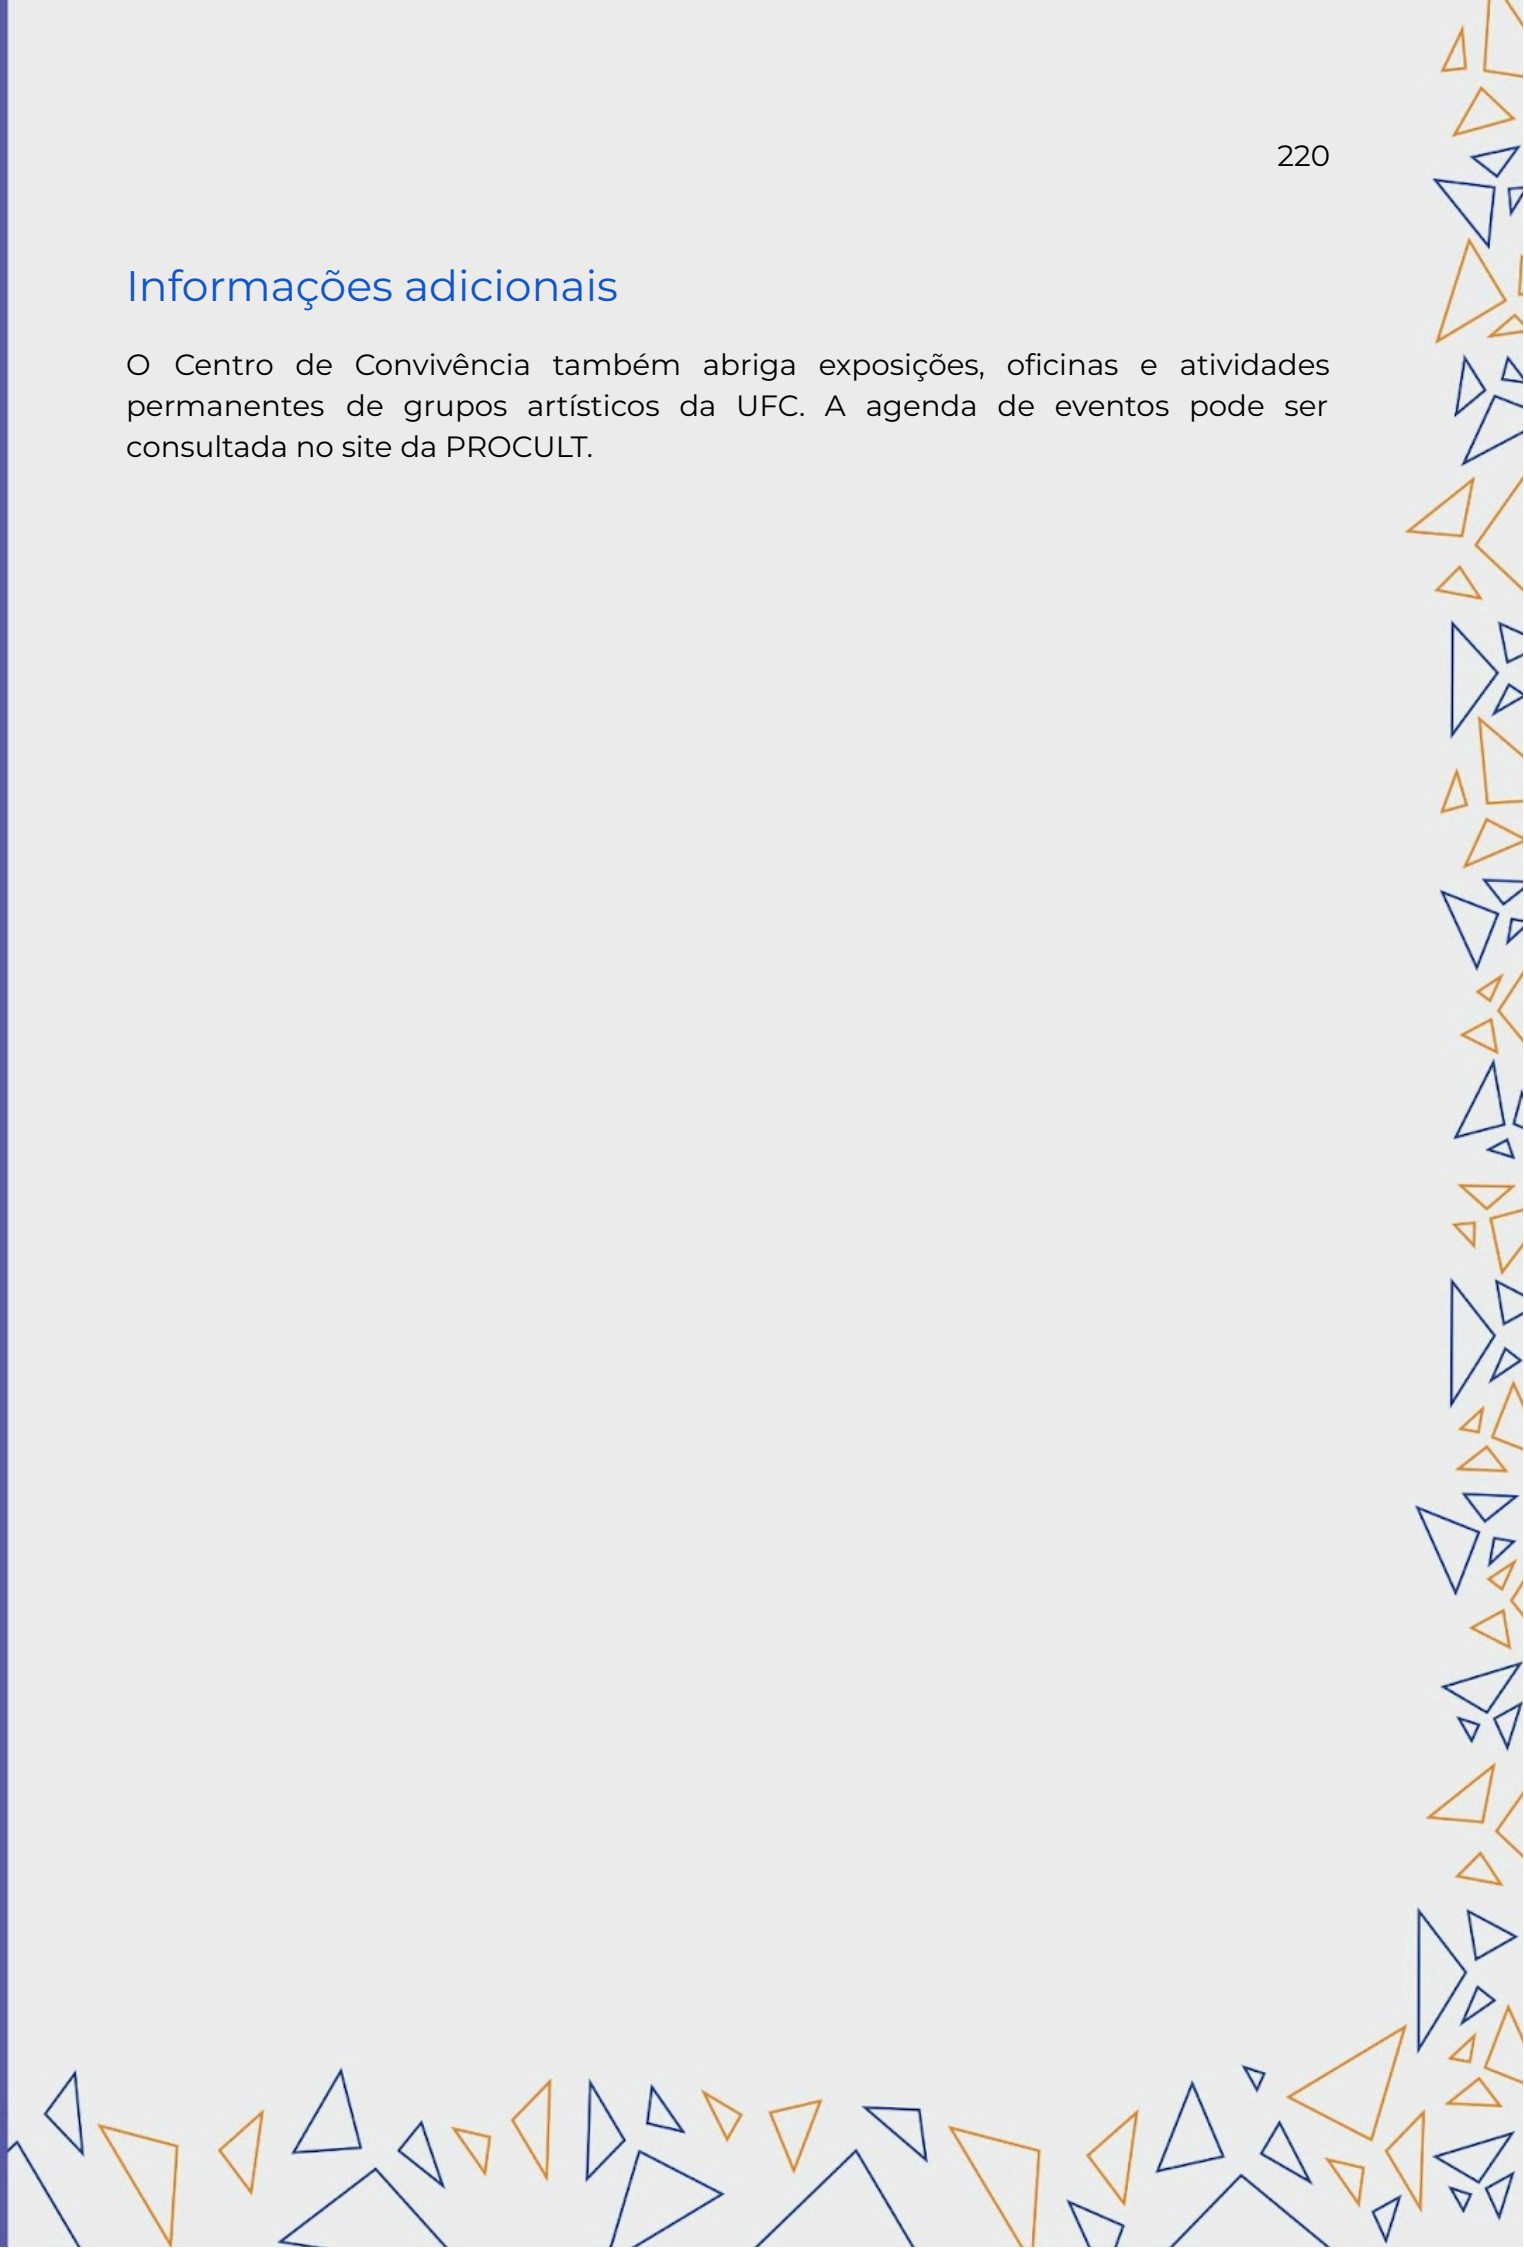 220
Informações adicionais
O Centro de Convivência também abriga exposições, oficinas e atividades
permanentes de grupos artísticos da UFC. A agenda de eventos pode ser
consultada no site da PROCULT.